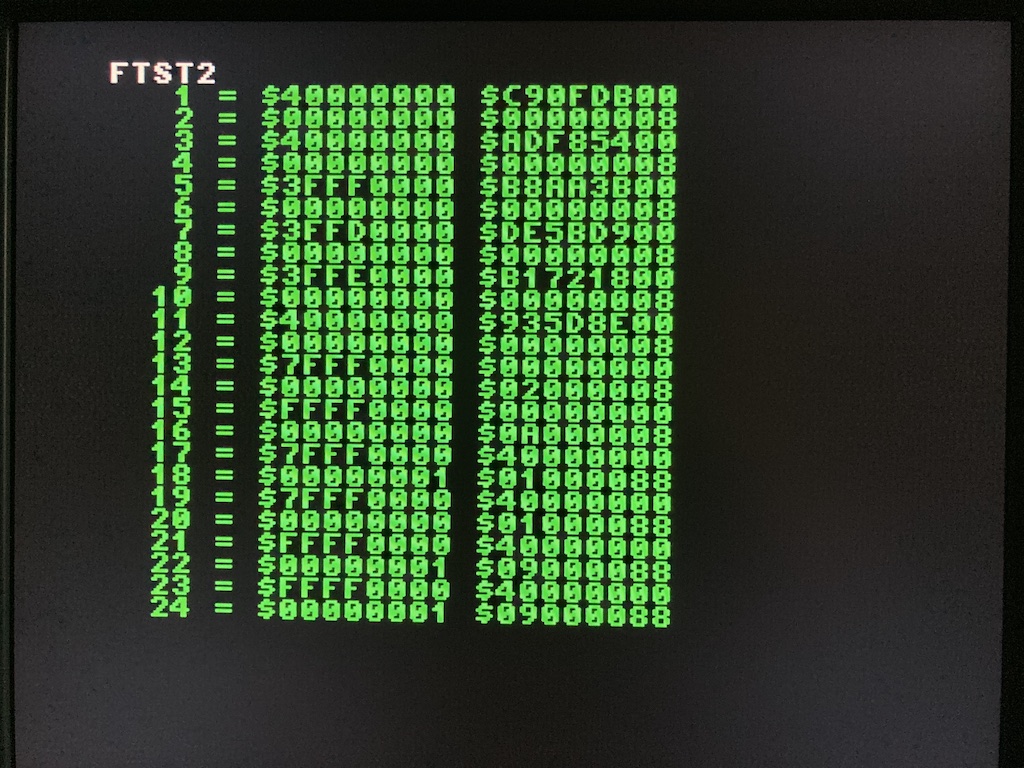 FTST2
1 = $40000000 $C90FDB00
2 = $00000000 $00000008
3 = $40000000 $ADF85400
4 = $00000000 $00000008
5 = $3FFF0000 $B8AA3B00
6 = $00000000 $00000008
7 = $3FFD0000 $DE5BD900
8 = $00000000 $00000008
9 = $3FFE0000 $B1721800
10 = $00000000 $00000008
11 = $40000000 $935D8E00
12 = $00000000 $00000008
13 = $7FFF0000 $00000000
14 = $00000000 $02000008
15 = $FFFF0000 $00000000
16 = $00000000 $0A000008
17 = $7FFF0000 $40000000
18 = $00000001 $01000088
19 = $7FFF0000 $40000000
20 = $00000000 $01000088
21 = $FFFF0000 $40000000
22 = $00000001 $09000088
23 = $FFFF0000 $40000000
24 = $00000001 $09000088